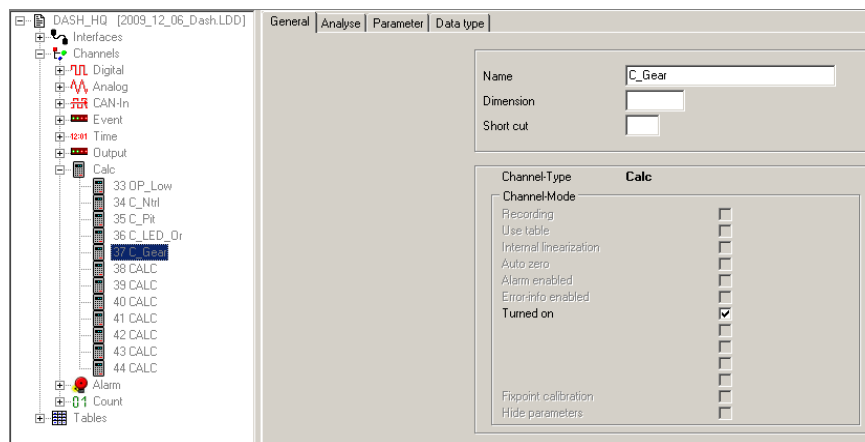 DASH_HQ [2009_12_06_Dash.LDD]
Interfaces
Channels
Digital
Analog
CAN-In
Event
12:01 Time
Output
Calc
33 OP_Low
34 C_Ntrl
35 C_Pit
36 C_LED_Or
37 C_Gear
38 CALC
39 CALC
40 CALC
41 CALC
42 CALC
43 CALC
44 CALC
Alarm
01 Count
Tables
General Analyse Parameter Data type
Name C_Gear
Dimension
Short cut
Channel-Type Calc
Channel-Mode
Recording
Use table
Internal linearization
Auto zero
Alarm enabled
Error-info enabled
Turned on
Fixpoint calibration
Hide parameters